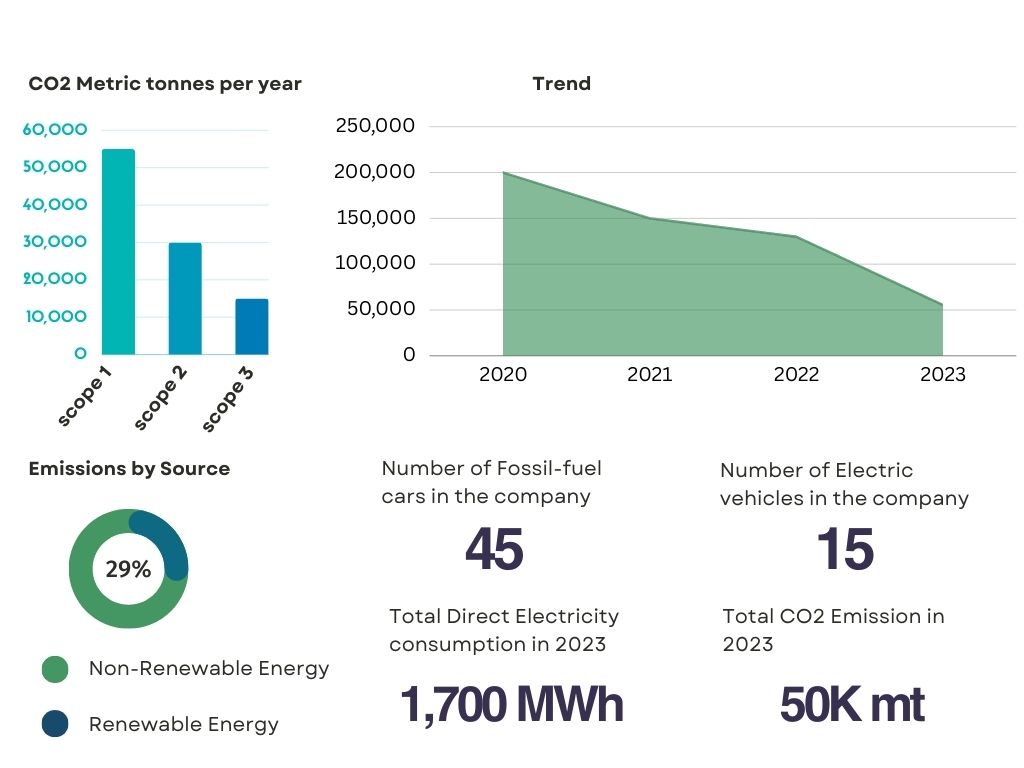 CO2 Metric tonnes per year
60,000
50,000
40,000
30,000
20,000
10,000
0
scope 1
scope 2
scope 3
Trend
250,000
200,000
150,000
100,000
50,000
0
2020
2021
2022
2023
Emissions by Source
29%
Non-Renewable Energy
Renewable Energy
Number of Fossil-fuel
cars in the company
45
Number of Electric
vehicles in the company
15
Total Direct Electricity
consumption in 2023
1,700 MWh
Total CO2 Emission in
2023
50K mt